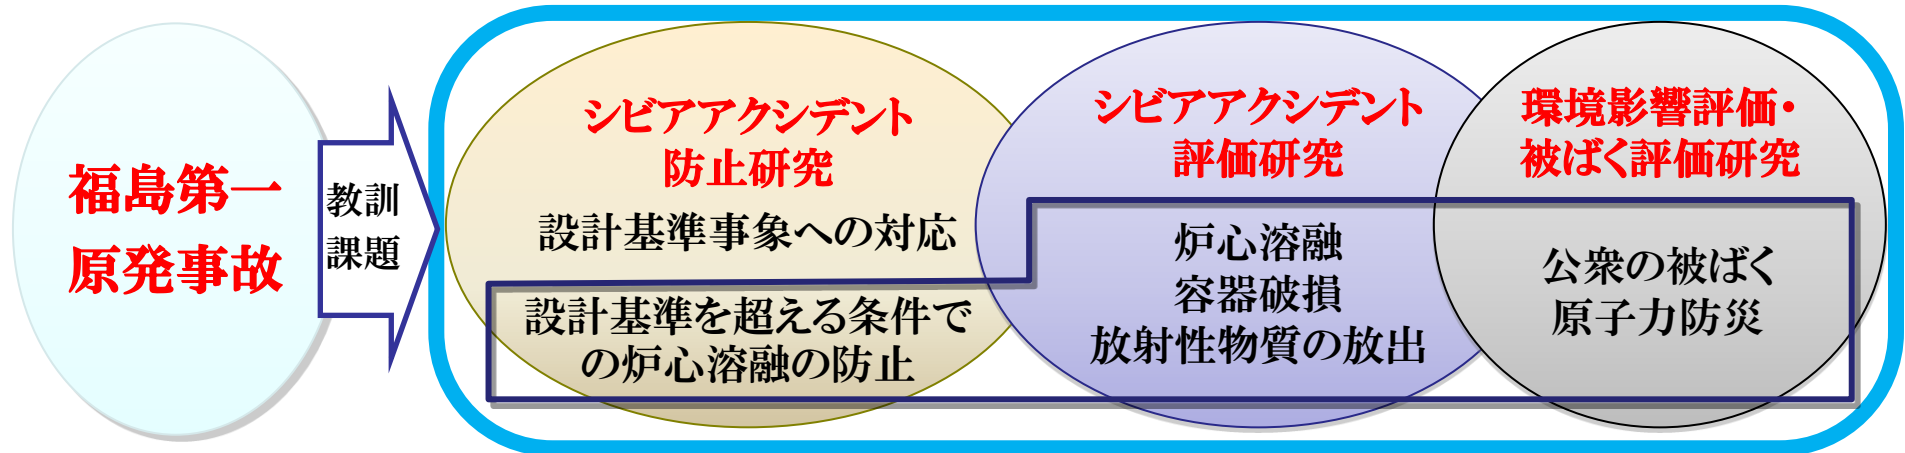 福島第一
原発事故
教訓
課題
シビアアクシデント
防止研究
設計基準事象への対応
設計基準を超える条件で
の炉心溶融の防止
シビアアクシデント
評価研究
炉心溶融
容器破損
放射性物質の放出
環境影響評価・
被ばく評価研究
公衆の被ばく
原子力防災